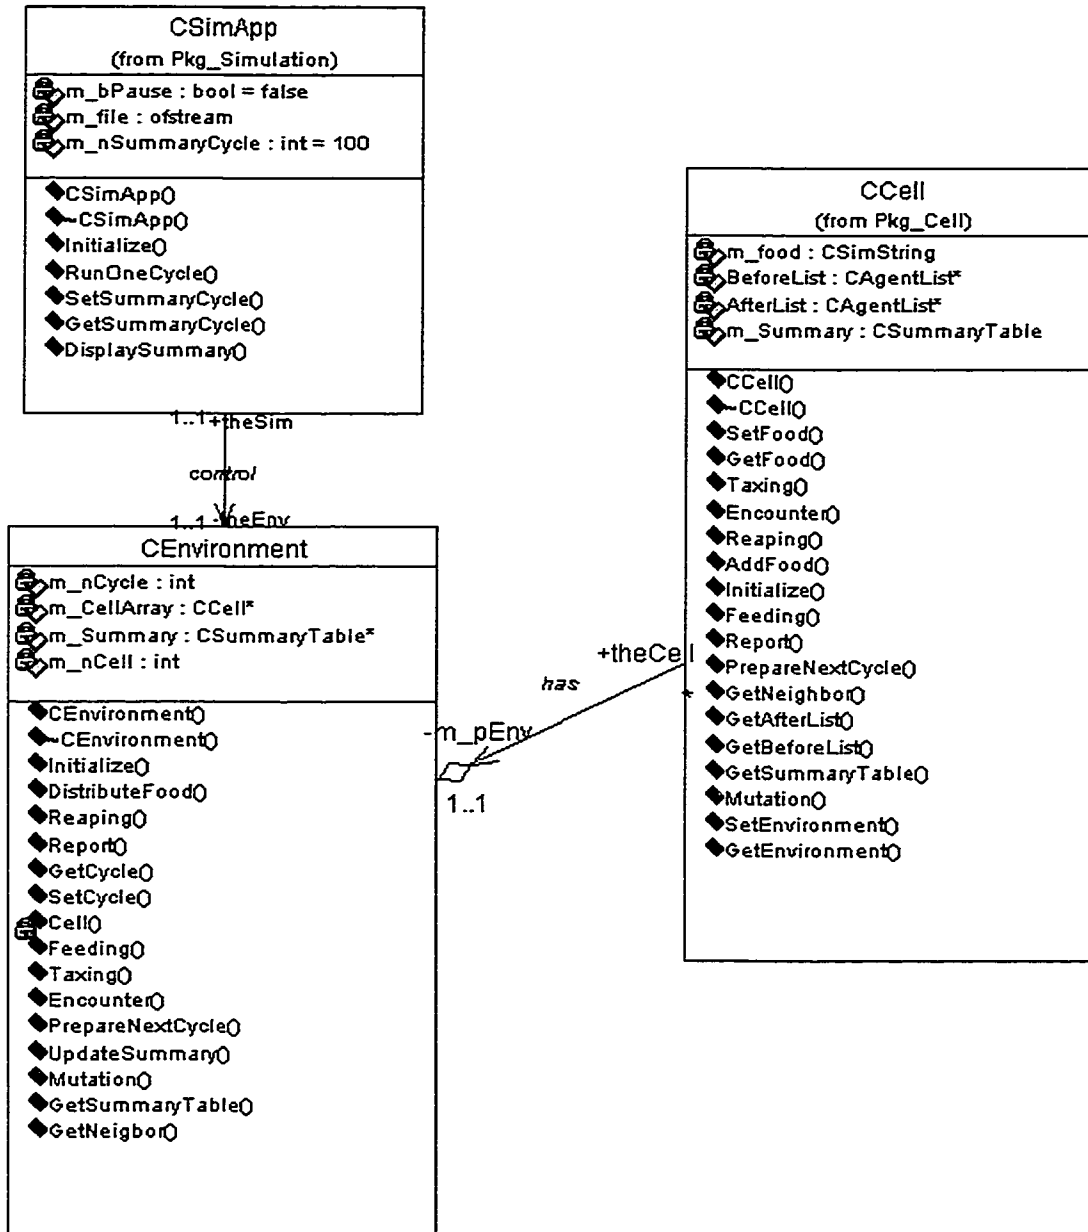 CSimApp
(from Pkg_Simulation)
m_bPause : bool = false
m_file : ofstream
m_nSummaryCycle : int = 100
CSimApp()
~CSimApp()
Initialize()
RunOneCycle()
SetSummaryCycle()
GetSummaryCycle()
DisplaySummary()
1..1 +theSim
control
1..1 -theEnv
CEnvironment
m_nCycle : int
m_CellArray : CCell*
m_Summary : CSummaryTable*
m_nCell : int
CEnvironment()
~CEnvironment()
Initialize()
DistributeFood()
Reaping()
Report()
GetCycle()
SetCycle()
Cell()
Feeding()
Taxing()
Encounter()
PrepareNextCycle()
UpdateSummary()
Mutation()
GetSummaryTable()
GetNeigbor()
+theCell
*
has
-m_pEnv
1..1
CCell
(from Pkg_Cell)
m_food : CSimString
BeforeList : CAgentList*
AfterList : CAgentList*
m_Summary : CSummaryTable
CCell()
~CCell()
SetFood()
GetFood()
Taxing()
Encounter()
Reaping()
AddFood()
Initialize()
Feeding()
Report()
PrepareNextCycle()
GetNeighbor()
GetAfterList()
GetBeforeList()
GetSummaryTable()
Mutation()
SetEnvironment()
GetEnvironment()